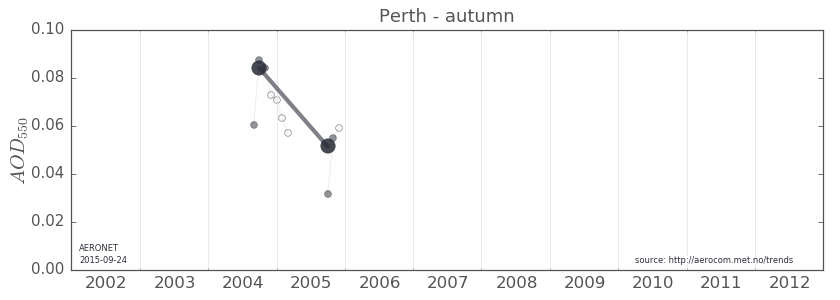 Perth - autumn
0.10
0.08
0.06
0.04
0.02
0.00
AOD550
AERONET
2015-09-24
source: http://aerocom.met.no/trends
2002 2003 2004 2005 2006 2007 2008 2009 2010 2011 2012